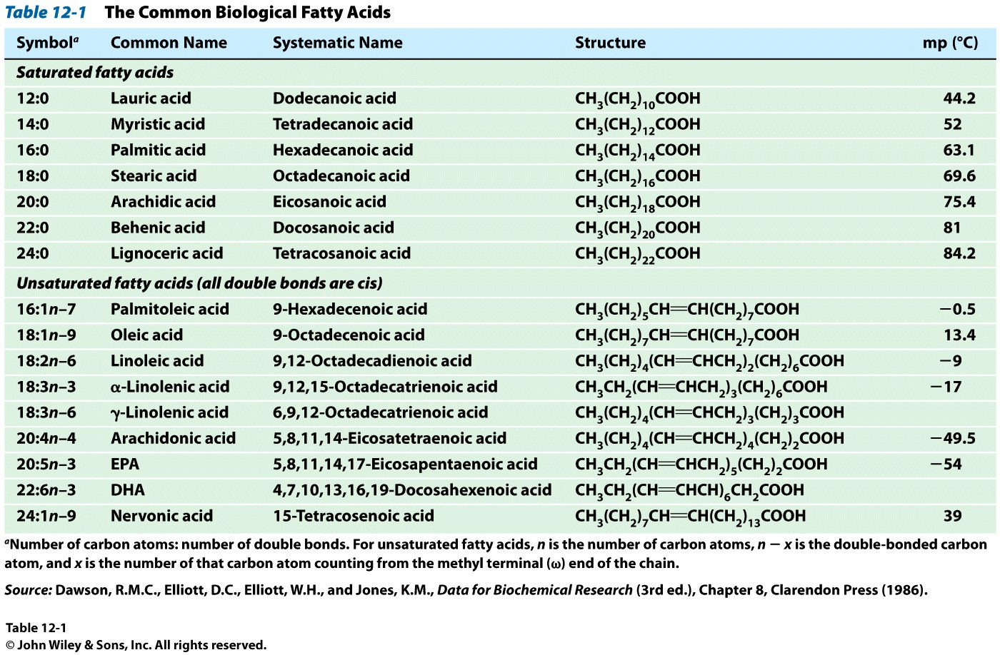 Table 12-1 The Common Biological Fatty Acids
Symbolᵃ Common Name Systematic Name Structure mp (°C)
Saturated fatty acids
12:0 Lauric acid Dodecanoic acid CH₃(CH₂)₁₀COOH 44.2
14:0 Myristic acid Tetradecanoic acid CH₃(CH₂)₁₂COOH 52
16:0 Palmitic acid Hexadecanoic acid CH₃(CH₂)₁₄COOH 63.1
18:0 Stearic acid Octadecanoic acid CH₃(CH₂)₁₆COOH 69.6
20:0 Arachidic acid Eicosanoic acid CH₃(CH₂)₁₈COOH 75.4
22:0 Behenic acid Docosanoic acid CH₃(CH₂)₂₀COOH 81
24:0 Lignoceric acid Tetracosanoic acid CH₃(CH₂)₂₂COOH 84.2
Unsaturated fatty acids (all double bonds are cis)
16:1n–7 Palmitoleic acid 9-Hexadecenoic acid CH₃(CH₂)₅CH=CH(CH₂)₇COOH −0.5
18:1n–9 Oleic acid 9-Octadecenoic acid CH₃(CH₂)₇CH=CH(CH₂)₇COOH 13.4
18:2n–6 Linoleic acid 9,12-Octadecadienoic acid CH₃(CH₂)₄(CH=CHCH₂)₂(CH₂)₆COOH −9
18:3n–3 α-Linolenic acid 9,12,15-Octadecatrienoic acid CH₃CH₂(CH=CHCH₂)₃(CH₂)₆COOH −17
18:3n–6 γ-Linolenic acid 6,9,12-Octadecatrienoic acid CH₃(CH₂)₄(CH=CHCH₂)₃(CH₂)₃COOH
20:4n–4 Arachidonic acid 5,8,11,14-Eicosatetraenoic acid CH₃(CH₂)₄(CH=CHCH₂)₄(CH₂)₂COOH −49.5
20:5n–3 EPA 5,8,11,14,17-Eicosapentaenoic acid CH₃CH₂(CH=CHCH₂)₅(CH₂)₂COOH −54
22:6n–3 DHA 4,7,10,13,16,19-Docosahexenoic acid CH₃CH₂(CH=CHCH)₆CH₂COOH
24:1n–9 Nervonic acid 15-Tetracosenoic acid CH₃(CH₂)₇CH=CH(CH₂)₁₃COOH 39
ᵃNumber of carbon atoms: number of double bonds. For unsaturated fatty acids, n is the number of carbon atoms, n − x is the double-bonded carbon
atom, and x is the number of that carbon atom counting from the methyl terminal (ω) end of the chain.
Source: Dawson, R.M.C., Elliott, D.C., Elliott, W.H., and Jones, K.M., Data for Biochemical Research (3rd ed.), Chapter 8, Clarendon Press (1986).
Table 12-1
© John Wiley & Sons, Inc. All rights reserved.